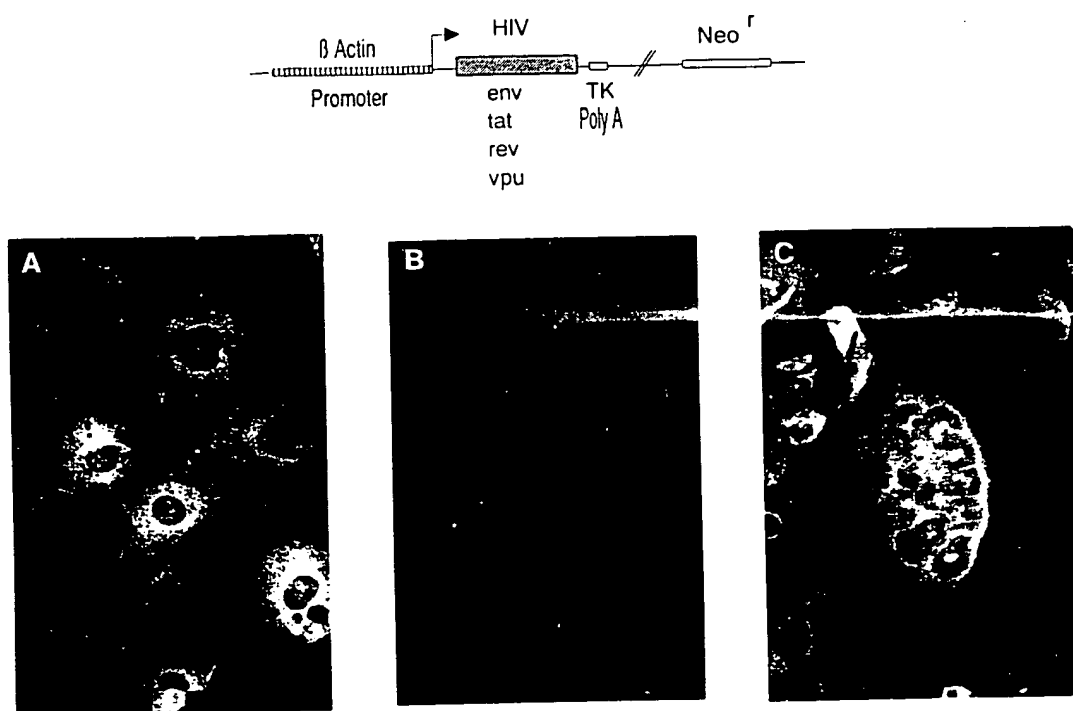 HIV
Neo r
ß Actin
Promoter
env
tat
rev
vpu
TK
Poly A
A
B
C